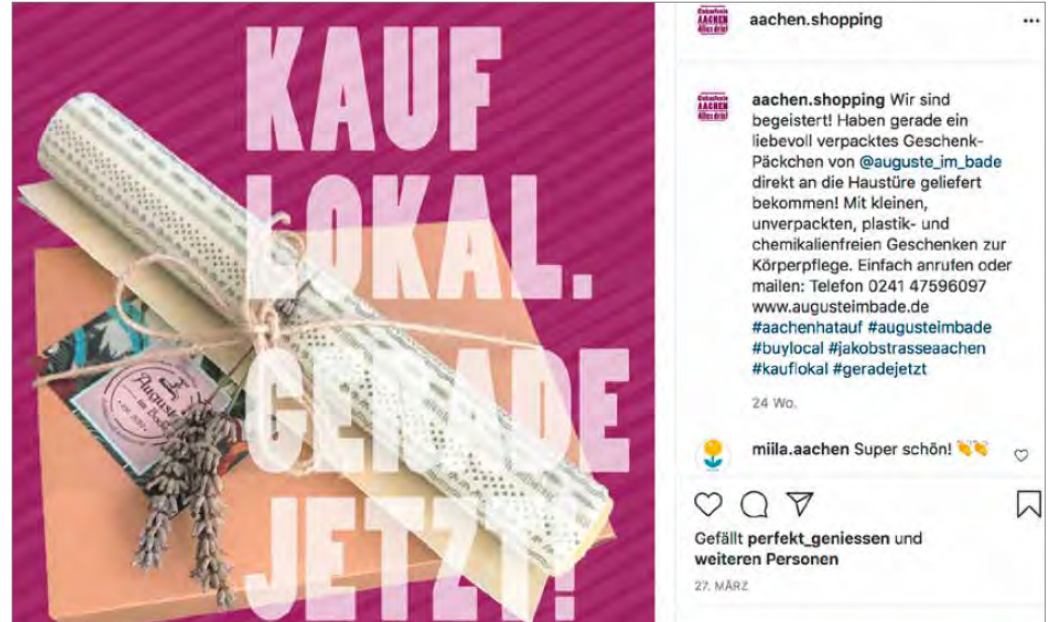 KAUF
LOKAL.
GERADE
JETZT!
Auguste
im Bade
aachen.shopping
aachen.shopping Wir sind
begeistert! Haben gerade ein
liebevoll verpacktes Geschenk-
Päckchen von @auguste_im_bade
direkt an die Haustüre geliefert
bekommen! Mit kleinen,
unverpackten, plastik- und
chemikalienfreien Geschenken zur
Körperpflege. Einfach anrufen oder
mailen: Telefon 0241 47596097
www.augusteimbade.de
#aachenhatauf #augusteimbade
#buylocal #jakobstrasseaachen
#kauflokal #geradejetzt
24 Wo.
miila.aachen Super schön! 👏👏
Gefällt perfekt_geniessen und
weiteren Personen
27. MÄRZ